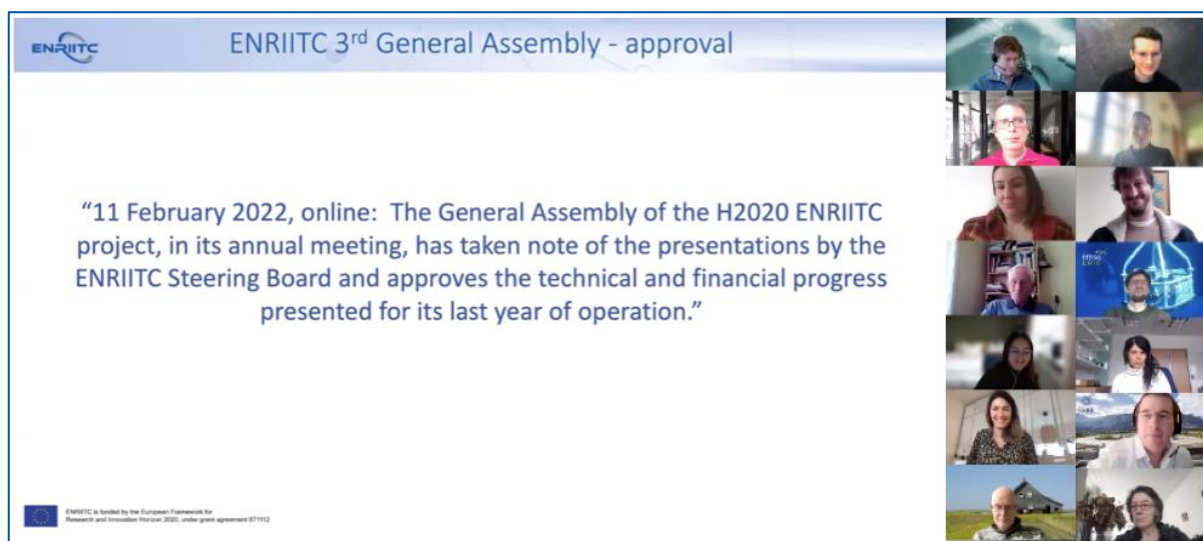 ENRIITC
ENRIITC 3rd General Assembly - approval
“11 February 2022, online:  The General Assembly of the H2020 ENRIITC
project, in its annual meeting, has taken note of the presentations by the
ENRIITC Steering Board and approves the technical and financial progress
presented for its last year of operation.”
ENRIITC is funded by the European Framework for
Research and Innovation Horizon 2020, under grant agreement 871112
ERIC